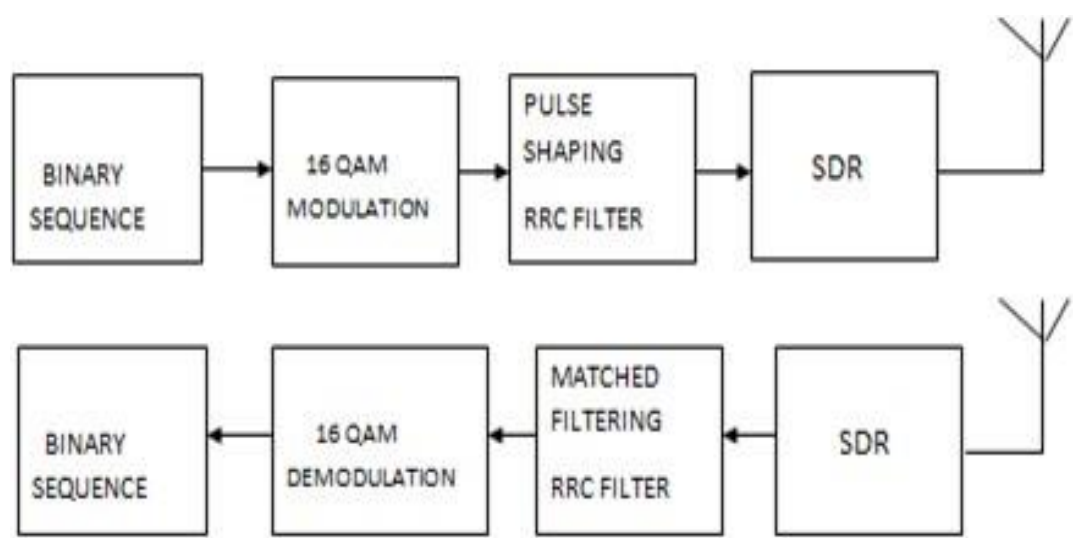 BINARY
SEQUENCE
16 QAM
MODULATION
PULSE
SHAPING
RRC FILTER
SDR
BINARY
SEQUENCE
16 QAM
DEMODULATION
MATCHED
FILTERING
RRC FILTER
SDR